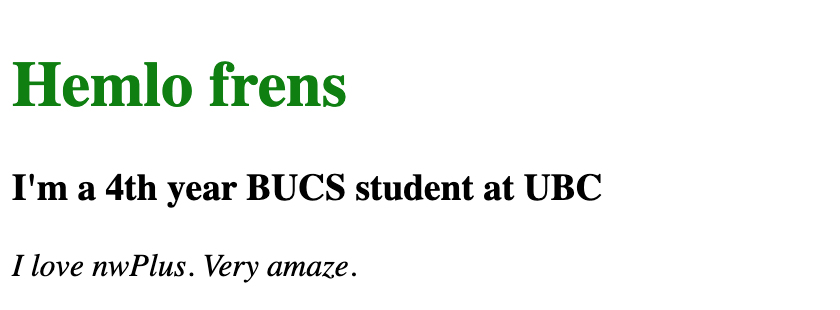 Hemlo frens
I'm a 4th year BUCS student at UBC
I love nwPlus. Very amaze.